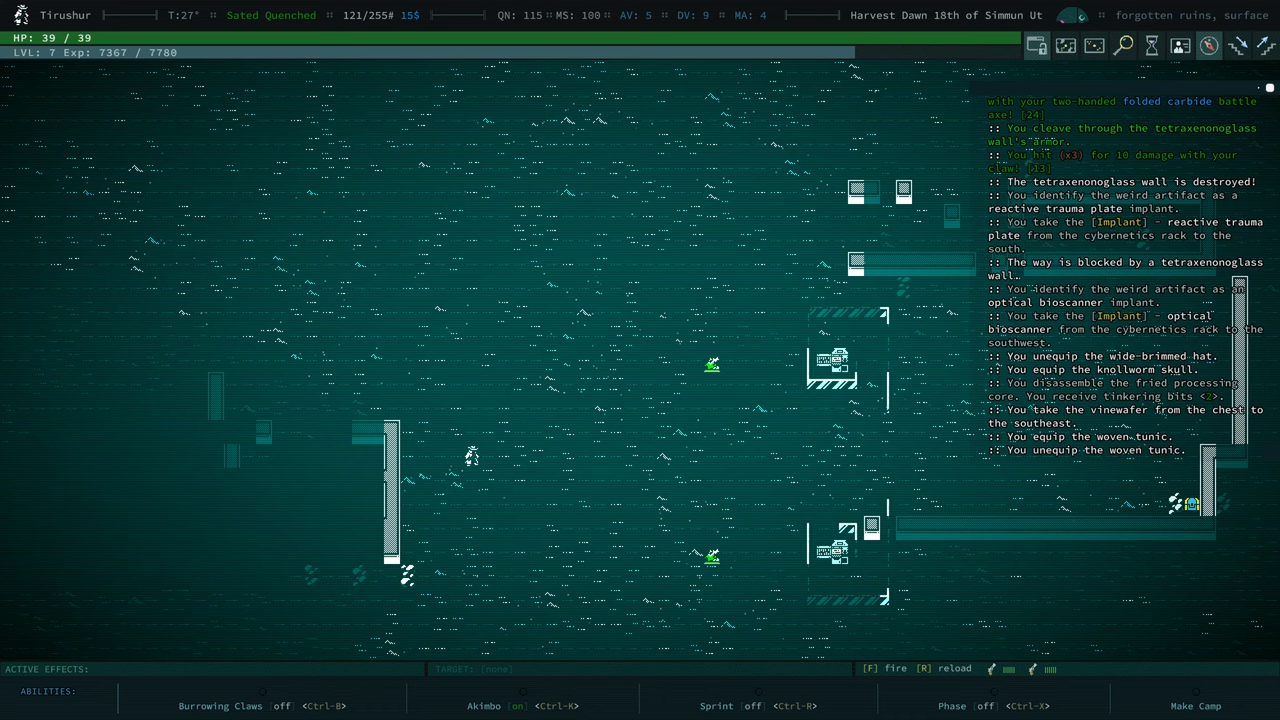 Tirushur T:27° :: Sated Quenched :: 121/255# 15$ QN: 115 :: MS: 100 :: AV: 5 :: DV: 9 :: MA: 4 Harvest Dawn 18th of Simmun Ut :: forgotten ruins, surface
HP: 39 / 39
LVL: 7 Exp: 7367 / 7780
with your two-handed folded carbide battle
axe! [24]
:: You cleave through the tetraxenonoglass
wall's armor.
:: You hit (x3) for 10 damage with your
claw! [13]
:: The tetraxenonoglass wall is destroyed!
:: You identify the weird artifact as a
reactive trauma plate implant.
:: You take the [Implant] - reactive trauma
plate from the cybernetics rack to the
south.
:: The way is blocked by a tetraxenonoglass
wall.
:: You identify the weird artifact as an
optical bioscanner implant.
:: You take the [Implant] - optical
bioscanner from the cybernetics rack to the
southwest.
:: You unequip the wide-brimmed hat.
:: You equip the knollworm skull.
:: You disassemble the fried processing
core. You receive tinkering bits <2>.
:: You take the vinewafer from the chest to
the southeast.
:: You equip the woven tunic.
:: You unequip the woven tunic.
ACTIVE EFFECTS: TARGET: [none] [F] fire [R] reload
ABILITIES: Burrowing Claws [off] <Ctrl-B> Akimbo [on] <Ctrl-K> Sprint [off] <Ctrl-R> Phase [off] <Ctrl-X> Make Camp